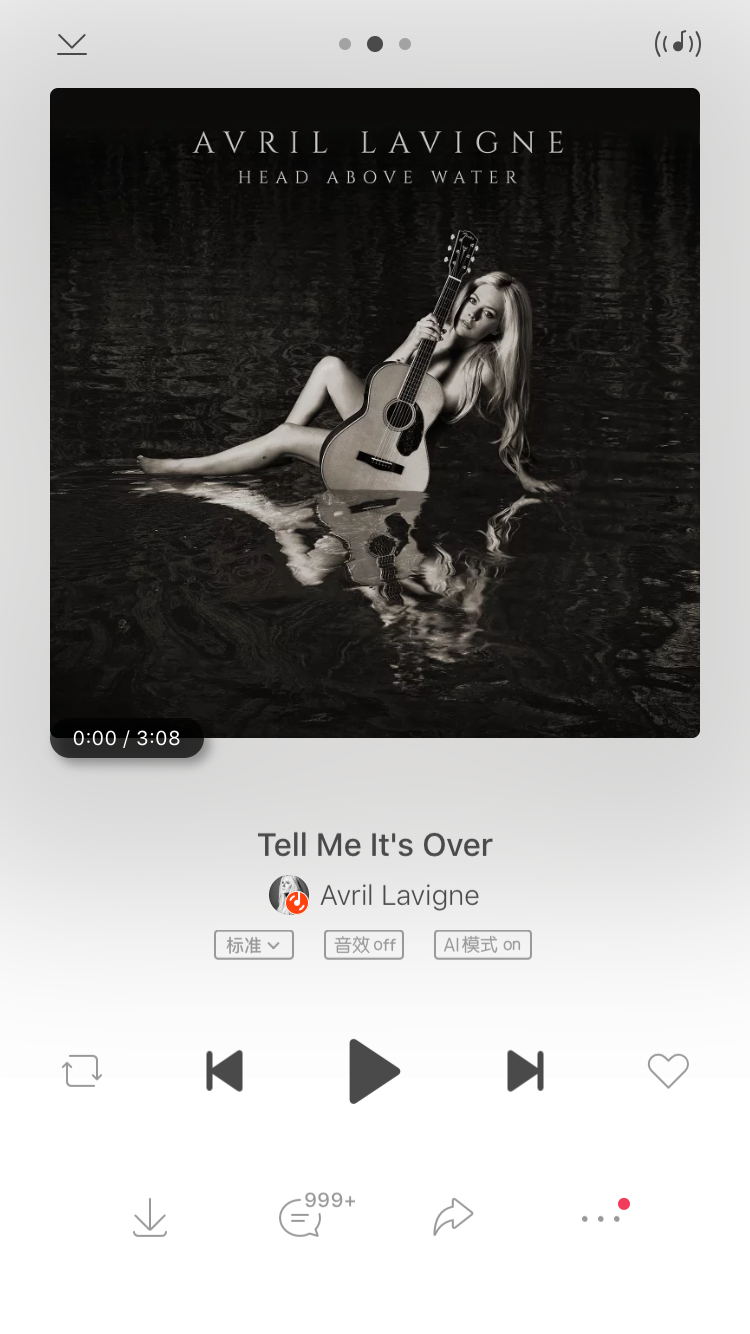 AVRIL LAVIGNE
HEAD ABOVE WATER
0:00 / 3:08
Tell Me It's Over
Avril Lavigne
标准 音效 off AI模式 on
999+